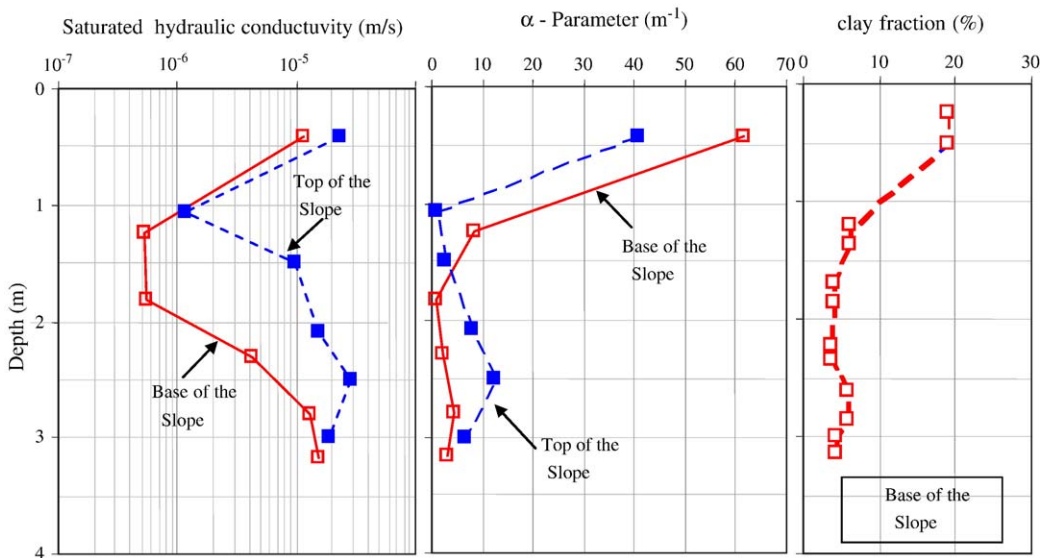 Saturated hydraulic conductuvity (m/s)
10-7 10-6 10-5
0
1
2
3
4
Depth (m)
Top of the
Slope
Base of the
Slope
α - Parameter (m-1)
0 10 20 30 40 50 60 70
Base of the
Slope
Top of the
Slope
clay fraction (%)
0 10 20 30
Base of the
Slope